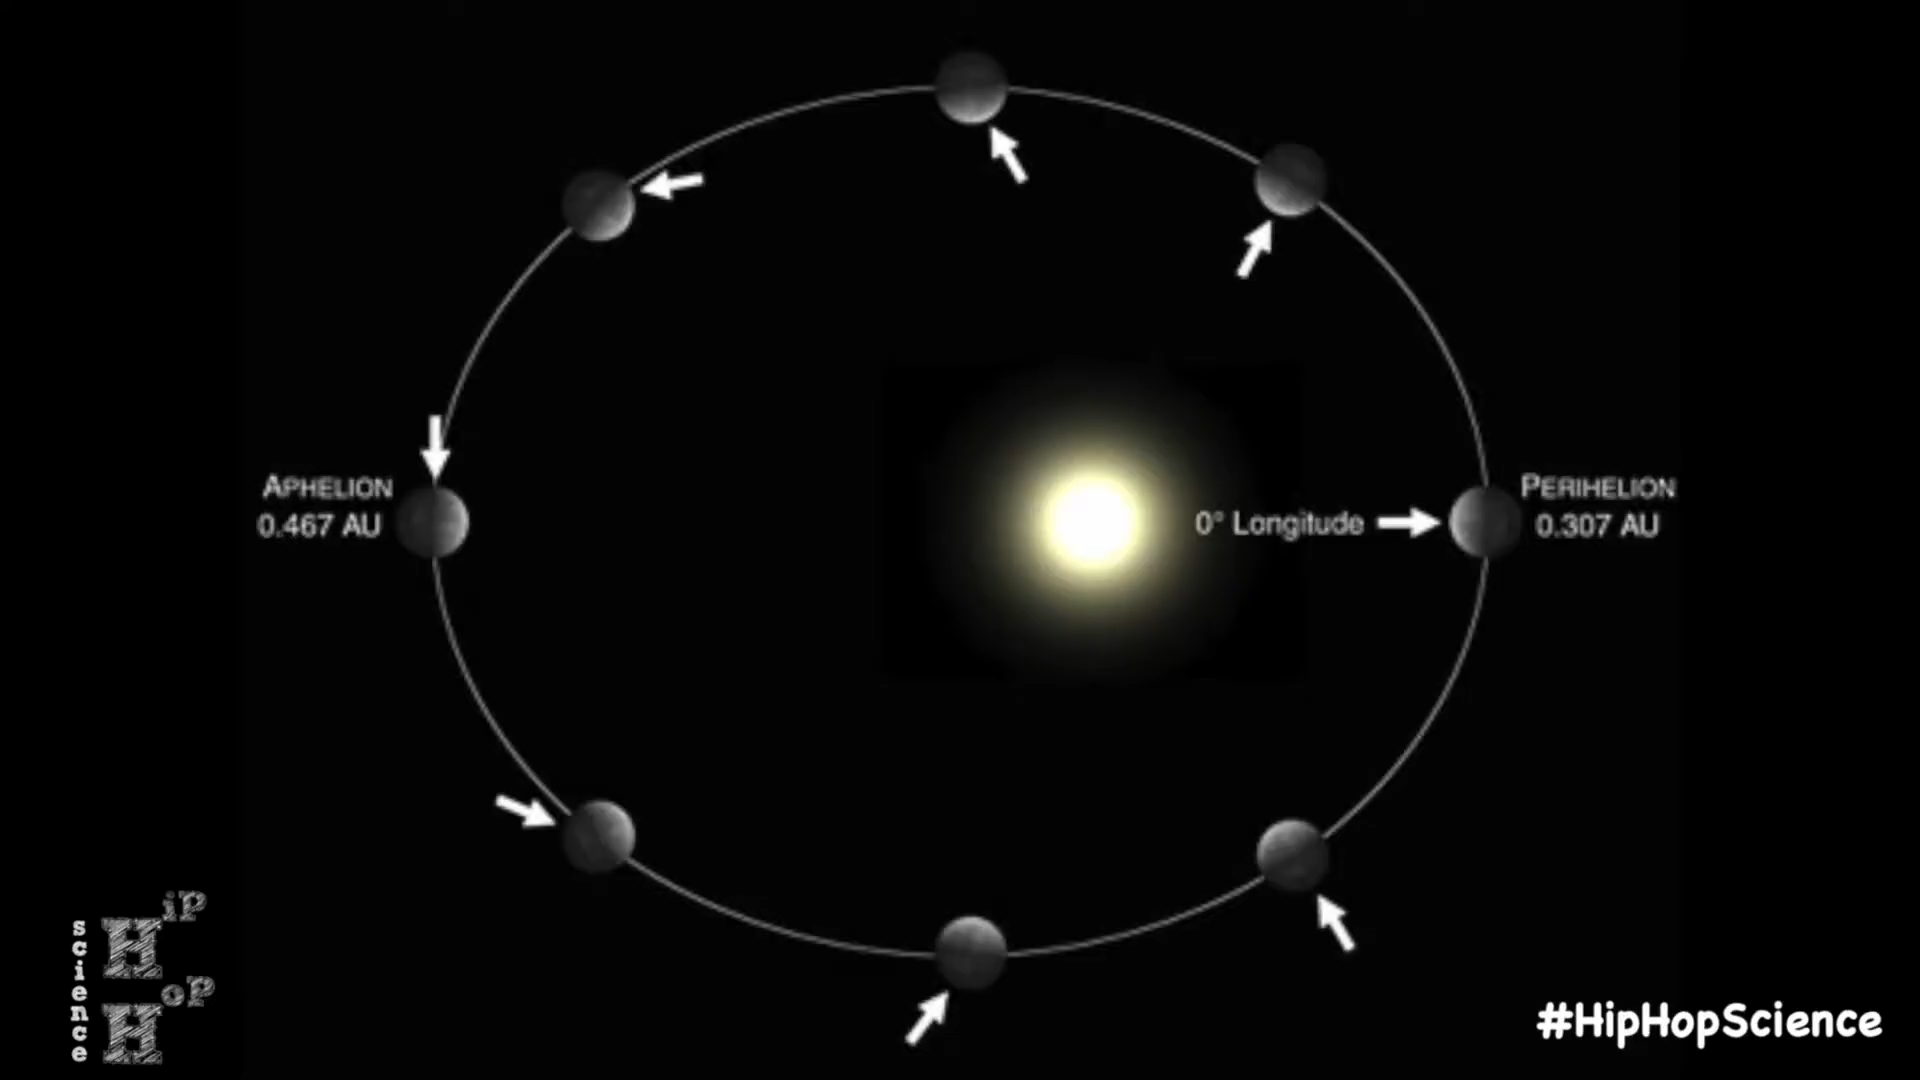 APHELION
0.467 AU
0° Longitude
PERIHELION
0.307 AU
science
HiP
HoP
#HipHopScience